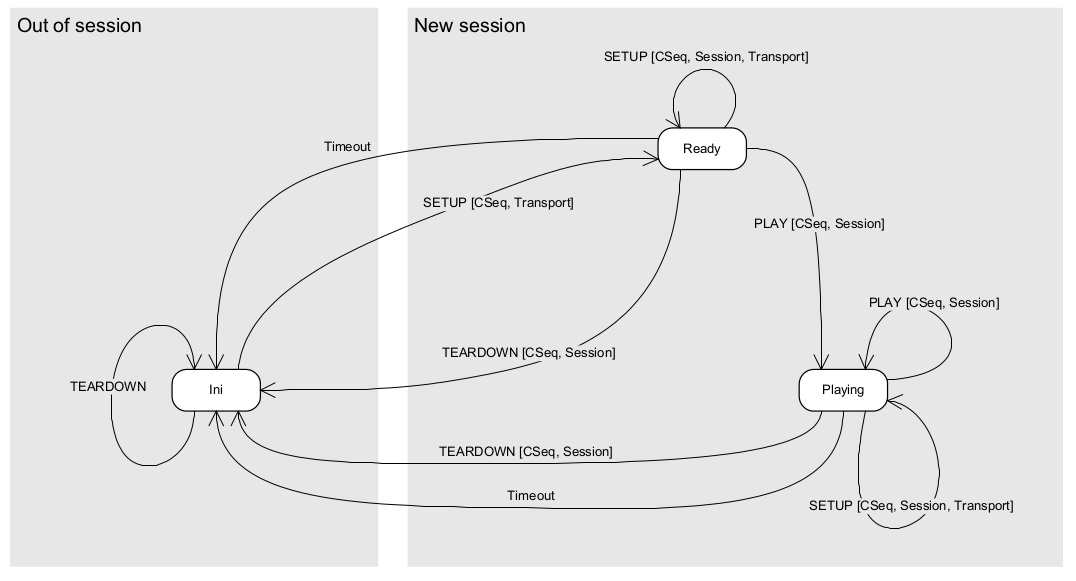 Out of session
New session
SETUP [CSeq, Session, Transport]
Timeout
Ready
SETUP [CSeq, Transport]
PLAY [CSeq, Session]
PLAY [CSeq, Session]
TEARDOWN [CSeq, Session]
TEARDOWN
Ini
Playing
TEARDOWN [CSeq, Session]
Timeout
SETUP [CSeq, Session, Transport]